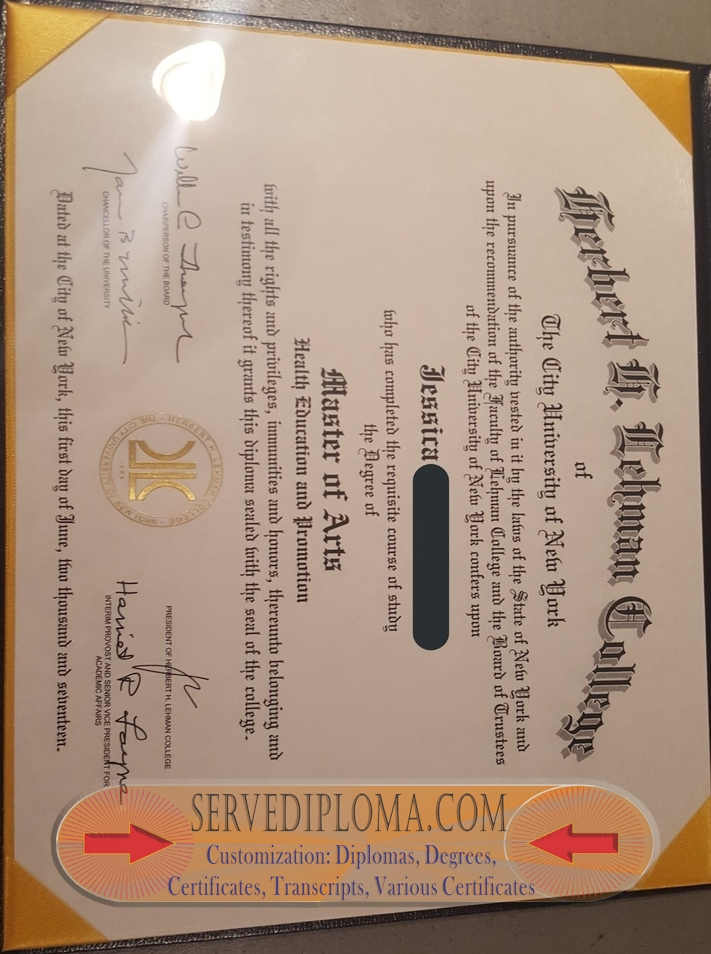 Herbert H. Lehman College
of
The City University of New York
In pursuance of the authority vested in it by the laws of the State of New York and
upon the recommendation of the Faculty of Lehman College and the Board of Trustees
of the City University of New York confers upon
Jessica
who has completed the requisite course of study
the Degree of
Master of Arts
Health Education and Promotion
with all the rights and privileges, immunities and honors, thereunto belonging and
in testimony thereof it grants this diploma sealed with the seal of the college.
CHAIRPERSON OF THE BOARD
PRESIDENT OF HERBERT H. LEHMAN COLLEGE
CHANCELLOR OF THE UNIVERSITY
Harriet R. Fayne
INTERIM PROVOST AND SENIOR VICE PRESIDENT FOR
ACADEMIC AFFAIRS
Dated at the City of New York, this first day of June, two thousand and seventeen.
SERVEDIPLOMA.COM
Customization: Diplomas, Degrees,
Certificates, Transcripts, Various Certificates